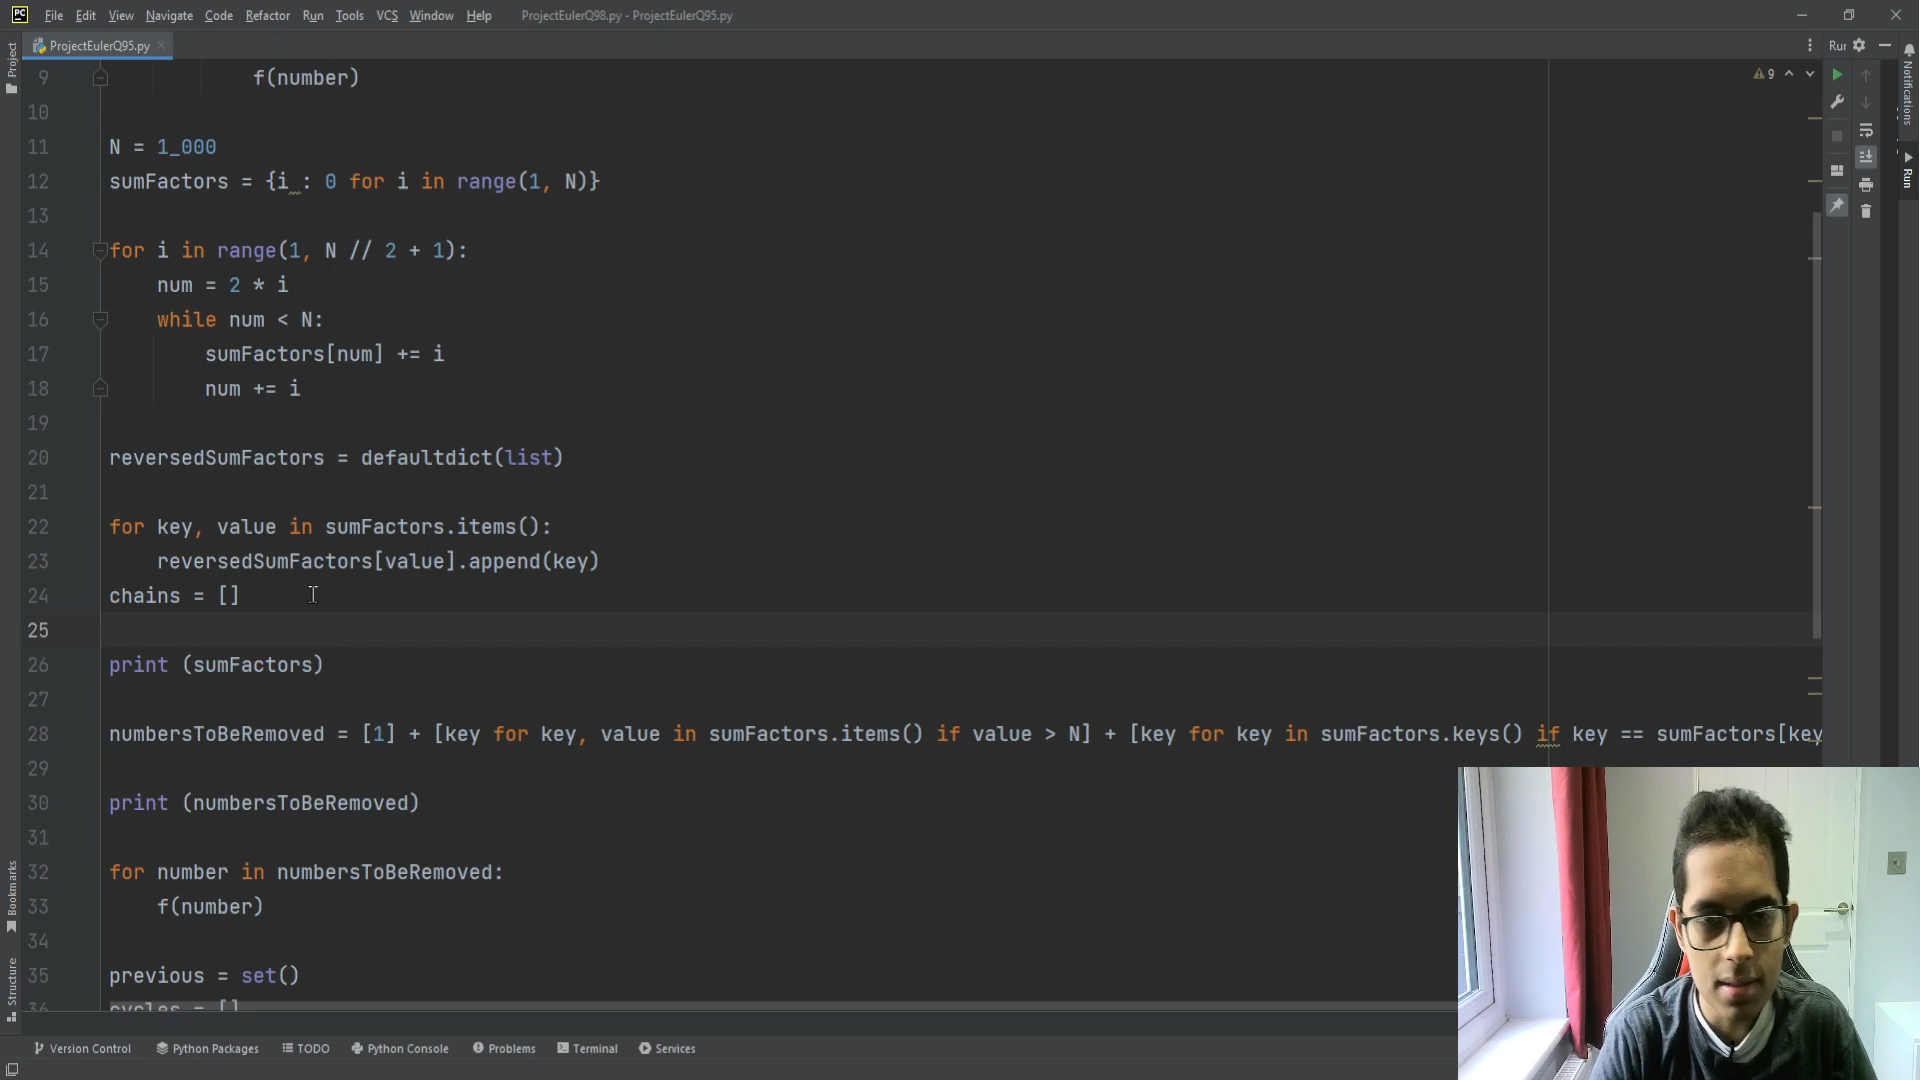 File Edit View Navigate Code Refactor Run Tools VCS Window Help ProjectEulerQ98.py - ProjectEulerQ95.py
ProjectEulerQ95.py
Run
Project
Notifications
Run
9
9 f(number)
10
11 N = 1_000
12 sumFactors = {i : 0 for i in range(1, N)}
13
14 for i in range(1, N // 2 + 1):
15 num = 2 * i
16 while num < N:
17 sumFactors[num] += i
18 num += i
19
20 reversedSumFactors = defaultdict(list)
21
22 for key, value in sumFactors.items():
23 reversedSumFactors[value].append(key)
24 chains = []
25
26 print (sumFactors)
27
28 numbersToBeRemoved = [1] + [key for key, value in sumFactors.items() if value > N] + [key for key in sumFactors.keys() if key == sumFactors[key
29
30 print (numbersToBeRemoved)
31
32 for number in numbersToBeRemoved:
33 f(number)
34
35 previous = set()
36 cycles = []
Bookmarks
Structure
Version Control Python Packages TODO Python Console Problems Terminal Services